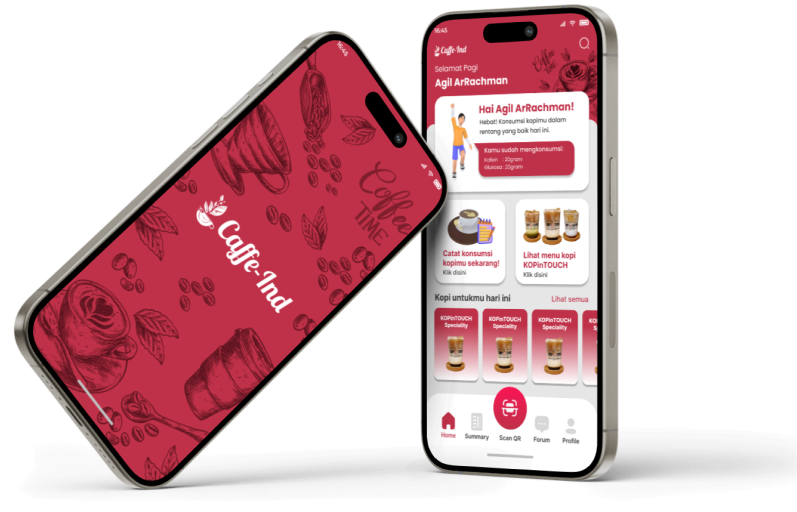 16:45
Coffee
TIME
Caffe-Ind
16:45
Caffe-Ind
Selamat Pagi
Agil ArRachman
Hai Agil ArRachman!
Hebat! Konsumsi kopimu dalam
rentang yang baik hari ini.
Kamu sudah mengkonsumsi:
Kafein : 20gram
Glukosa : 20gram
Catat konsumsi
kopimu sekarang!
Klik disini
Lihat menu kopi
KOPinTOUCH
Klik disini
Kopi untukmu hari ini
Lihat semua
KOPinTOUCH
Speciality
KOPinTOUCH
Speciality
KOPinTOUCH
Speciality
Home
Summary
Scan QR
Forum
Profile